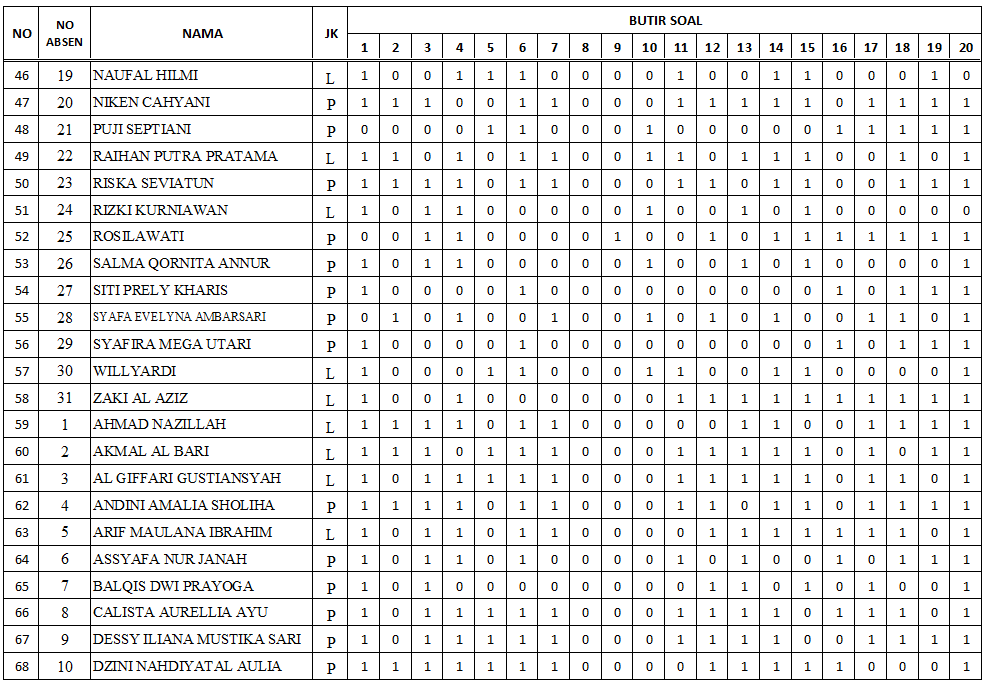 NO NO ABSEN NAMA JK BUTIR SOAL
1 2 3 4 5 6 7 8 9 10 11 12 13 14 15 16 17 18 19 20
46 19 NAUFAL HILMI L 1 0 0 1 1 1 0 0 0 0 1 0 0 1 1 0 0 0 1 0
47 20 NIKEN CAHYANI P 1 1 1 0 0 1 1 0 0 0 1 1 1 1 1 0 1 1 1 1
48 21 PUJI SEPTIANI P 0 0 0 0 1 1 0 0 0 1 0 0 0 0 0 1 1 1 1 1
49 22 RAIHAN PUTRA PRATAMA L 1 1 0 1 0 1 1 0 0 1 1 0 1 1 1 0 0 1 0 1
50 23 RISKA SEVIATUN P 1 1 1 1 0 1 1 0 0 0 1 1 0 1 1 0 0 1 1 1
51 24 RIZKI KURNIAWAN L 1 0 1 1 0 0 0 0 0 1 0 0 1 0 1 0 0 0 0 0
52 25 ROSILAWATI P 0 0 1 1 0 0 0 0 1 0 0 1 0 1 1 1 1 1 1 1
53 26 SALMA QORNITA ANNUR P 1 0 1 1 0 0 0 0 0 1 0 0 1 0 1 0 0 0 0 1
54 27 SITI PRELY KHARIS P 1 0 0 0 0 1 0 0 0 0 0 0 0 0 0 1 0 1 1 1
55 28 SYAFA EVELYNA AMBARSARI P 0 1 0 1 0 0 1 0 0 1 0 1 0 1 0 0 1 1 0 1
56 29 SYAFIRA MEGA UTARI P 1 0 0 0 0 1 0 0 0 0 0 0 0 0 0 1 0 1 1 1
57 30 WILLYARDI L 1 0 0 0 1 1 0 0 0 1 1 0 0 1 1 0 0 0 0 1
58 31 ZAKI AL AZIZ L 1 0 0 1 0 0 0 0 0 0 1 1 1 1 1 1 1 1 1 1
59 1 AHMAD NAZILLAH L 1 1 1 1 0 1 1 0 0 0 0 0 1 1 0 0 1 1 1 1
60 2 AKMAL AL BARI L 1 1 1 0 1 1 1 0 0 0 1 1 1 1 1 0 1 0 1 1
61 3 AL GIFFARI GUSTIANSYAH L 1 0 1 1 1 1 1 0 0 0 1 1 1 1 1 0 1 1 0 1
62 4 ANDINI AMALIA SHOLIHA P 1 1 1 1 0 1 1 0 0 0 1 1 0 1 1 0 1 1 1 1
63 5 ARIF MAULANA IBRAHIM L 1 0 1 1 0 1 1 0 0 0 0 1 1 1 1 1 1 1 0 1
64 6 ASSYAFA NUR JANAH P 1 0 1 1 0 1 0 0 0 0 1 0 1 0 0 1 0 1 1 1
65 7 BALQIS DWI PRAYOGA P 1 0 1 0 0 0 0 0 0 0 0 1 1 0 1 0 1 0 0 1
66 8 CALISTA AURELLIA AYU P 1 0 1 1 1 1 1 0 0 0 1 1 1 1 0 1 1 1 0 1
67 9 DESSY ILIANA MUSTIKA SARI P 1 0 1 1 1 1 1 0 0 0 1 1 1 1 0 0 1 1 1 1
68 10 DZINI NAHDIYATAL AULIA P 1 1 1 1 1 1 1 0 0 0 0 1 1 1 1 1 0 0 0 1